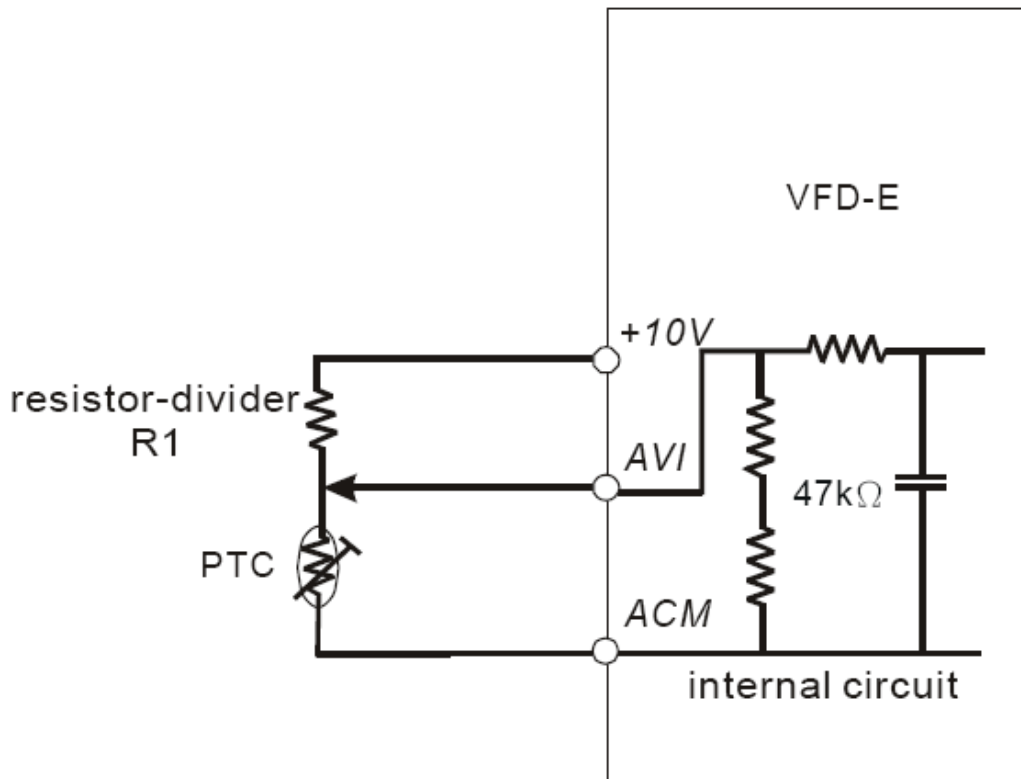 VFD-E
+10V
resistor-divider
R1
AVI
47kΩ
PTC
ACM
internal circuit